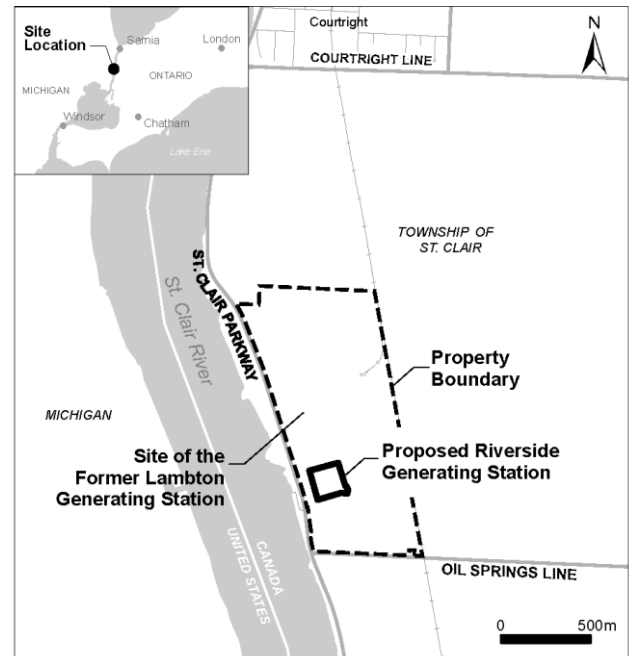 Site
Location
Sarnia
London
MICHIGAN
ONTARIO
Windsor
Chatham
Lake Erie
Courtright
COURTRIGHT LINE
N
TOWNSHIP OF
ST. CLAIR
ST. CLAIR PARKWAY
St. Clair River
Property
Boundary
MICHIGAN
Site of the
Former Lambton
Generating Station
Proposed Riverside
Generating Station
CANADA
UNITED STATES
OIL SPRINGS LINE
0 500m